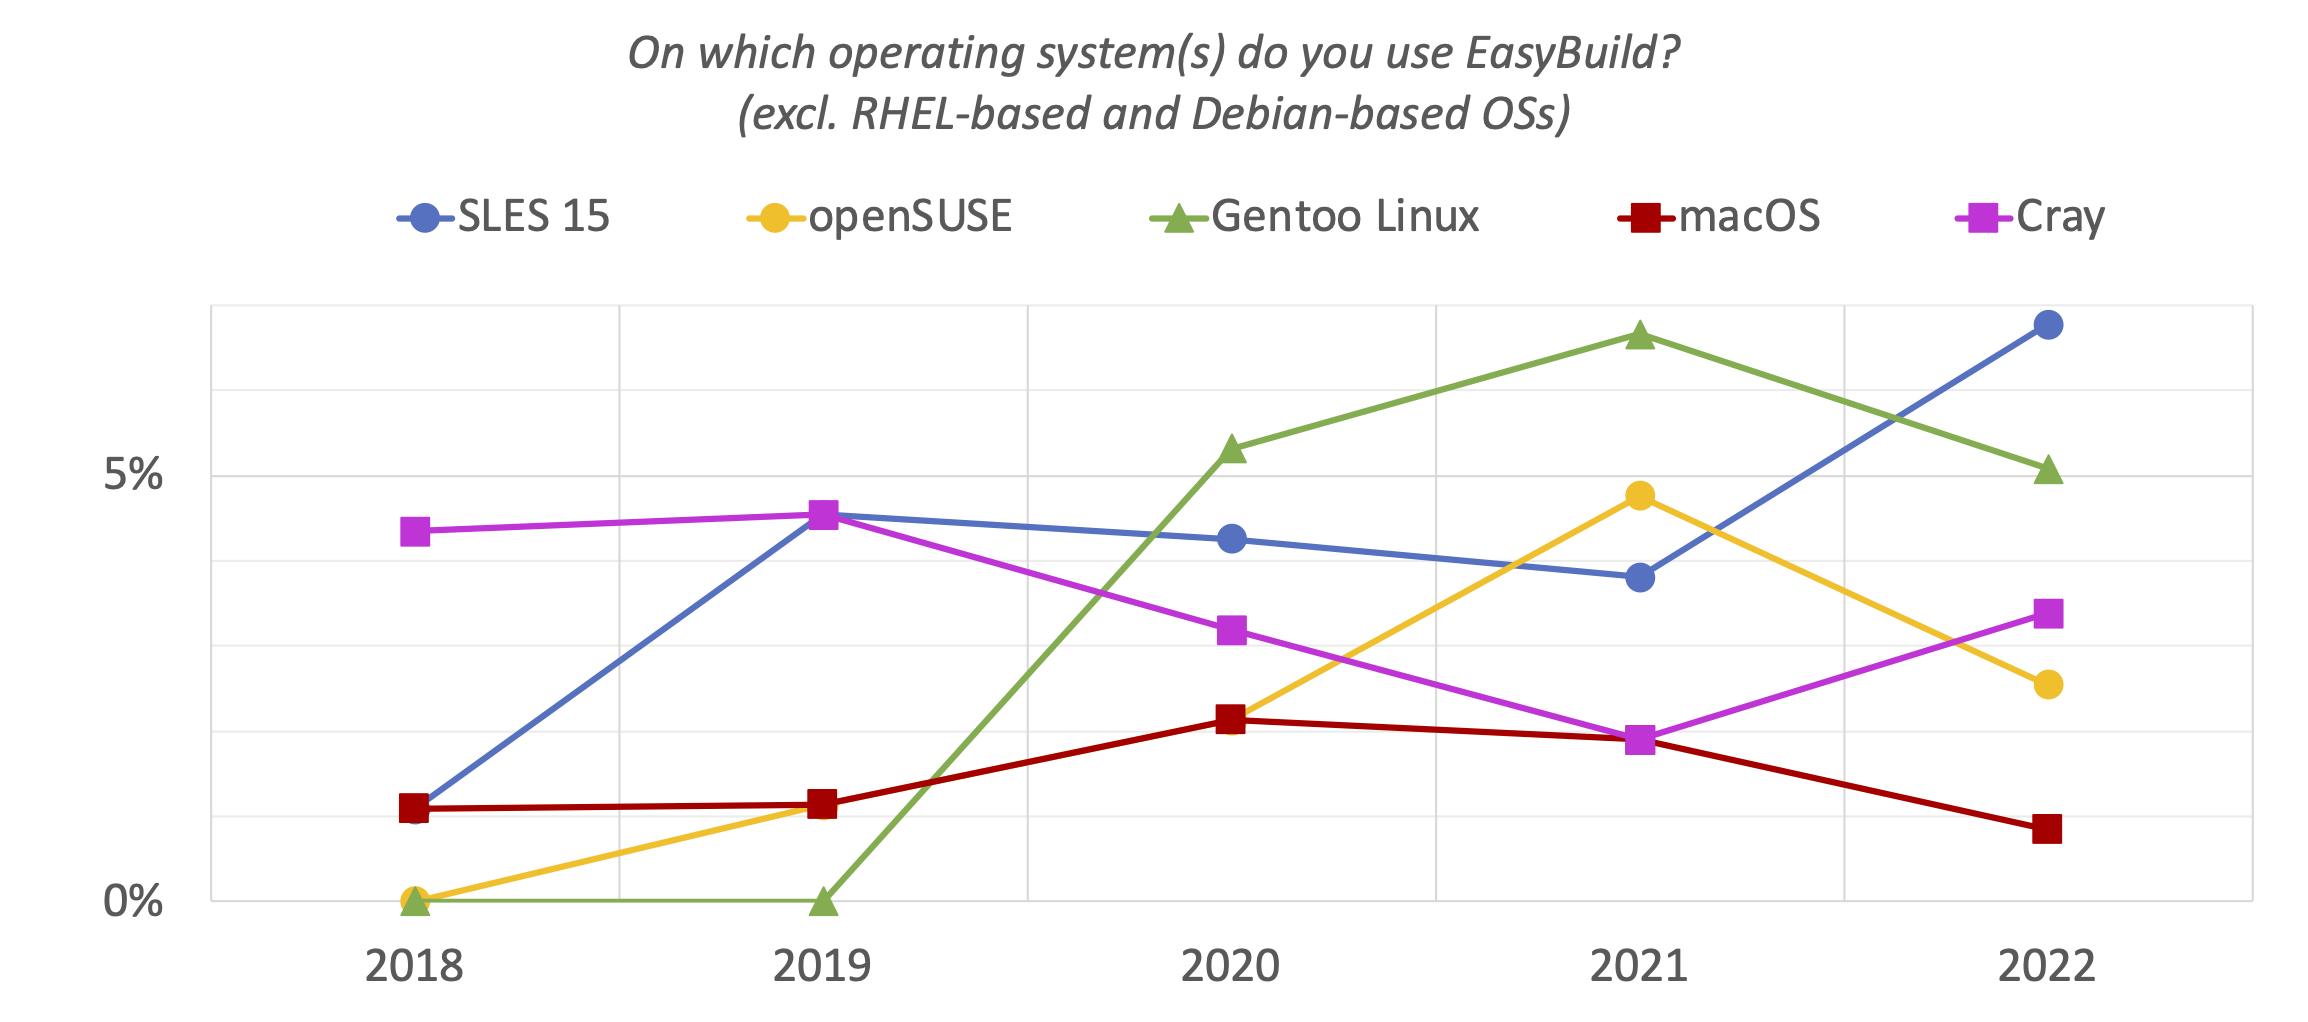 On which operating system(s) do you use EasyBuild?
(excl. RHEL-based and Debian-based OSs)
SLES 15 openSUSE Gentoo Linux macOS Cray
5%
0%
2018 2019 2020 2021 2022